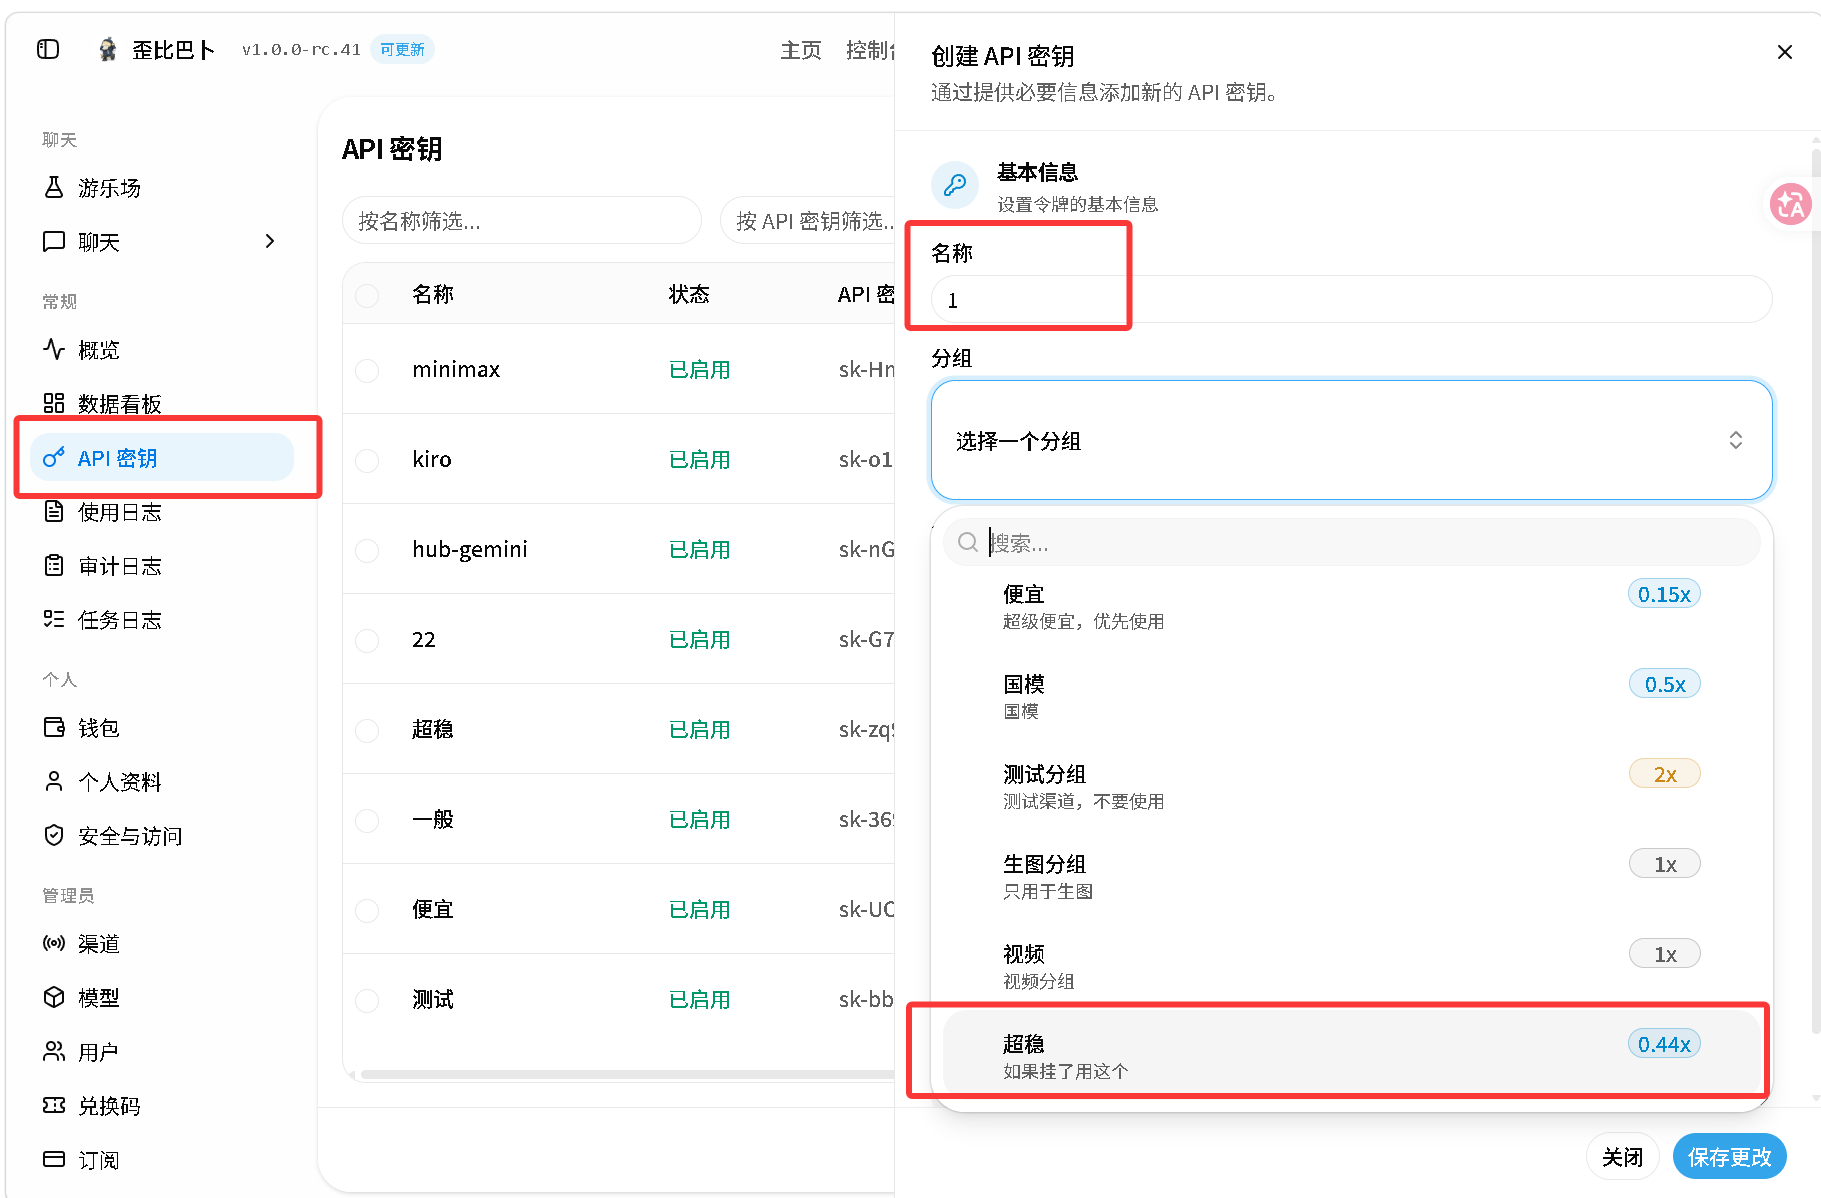 歪比巴卜
v1.0.0-rc.41
可更新
主页
控制台
聊天
游乐场
聊天
常规
概览
数据看板
API 密钥
使用日志
审计日志
任务日志
个人
钱包
个人资料
安全与访问
管理员
渠道
模型
用户
兑换码
订阅
API 密钥
按名称筛选...
按 API 密钥筛选...
名称 状态 API 密
minimax 已启用 sk-Hn
kiro 已启用 sk-o1
hub-gemini 已启用 sk-nG
22 已启用 sk-G7
超稳 已启用 sk-zq9
一般 已启用 sk-369
便宜 已启用 sk-UC
测试 已启用 sk-bb
创建 API 密钥
通过提供必要信息添加新的 API 密钥。
基本信息
设置令牌的基本信息
名称
1
分组
选择一个分组
搜索...
便宜 0.15x
超级便宜，优先使用
国模 0.5x
国模
测试分组 2x
测试渠道，不要使用
生图分组 1x
只用于生图
视频 1x
视频分组
超稳 0.44x
如果挂了用这个
关闭
保存更改